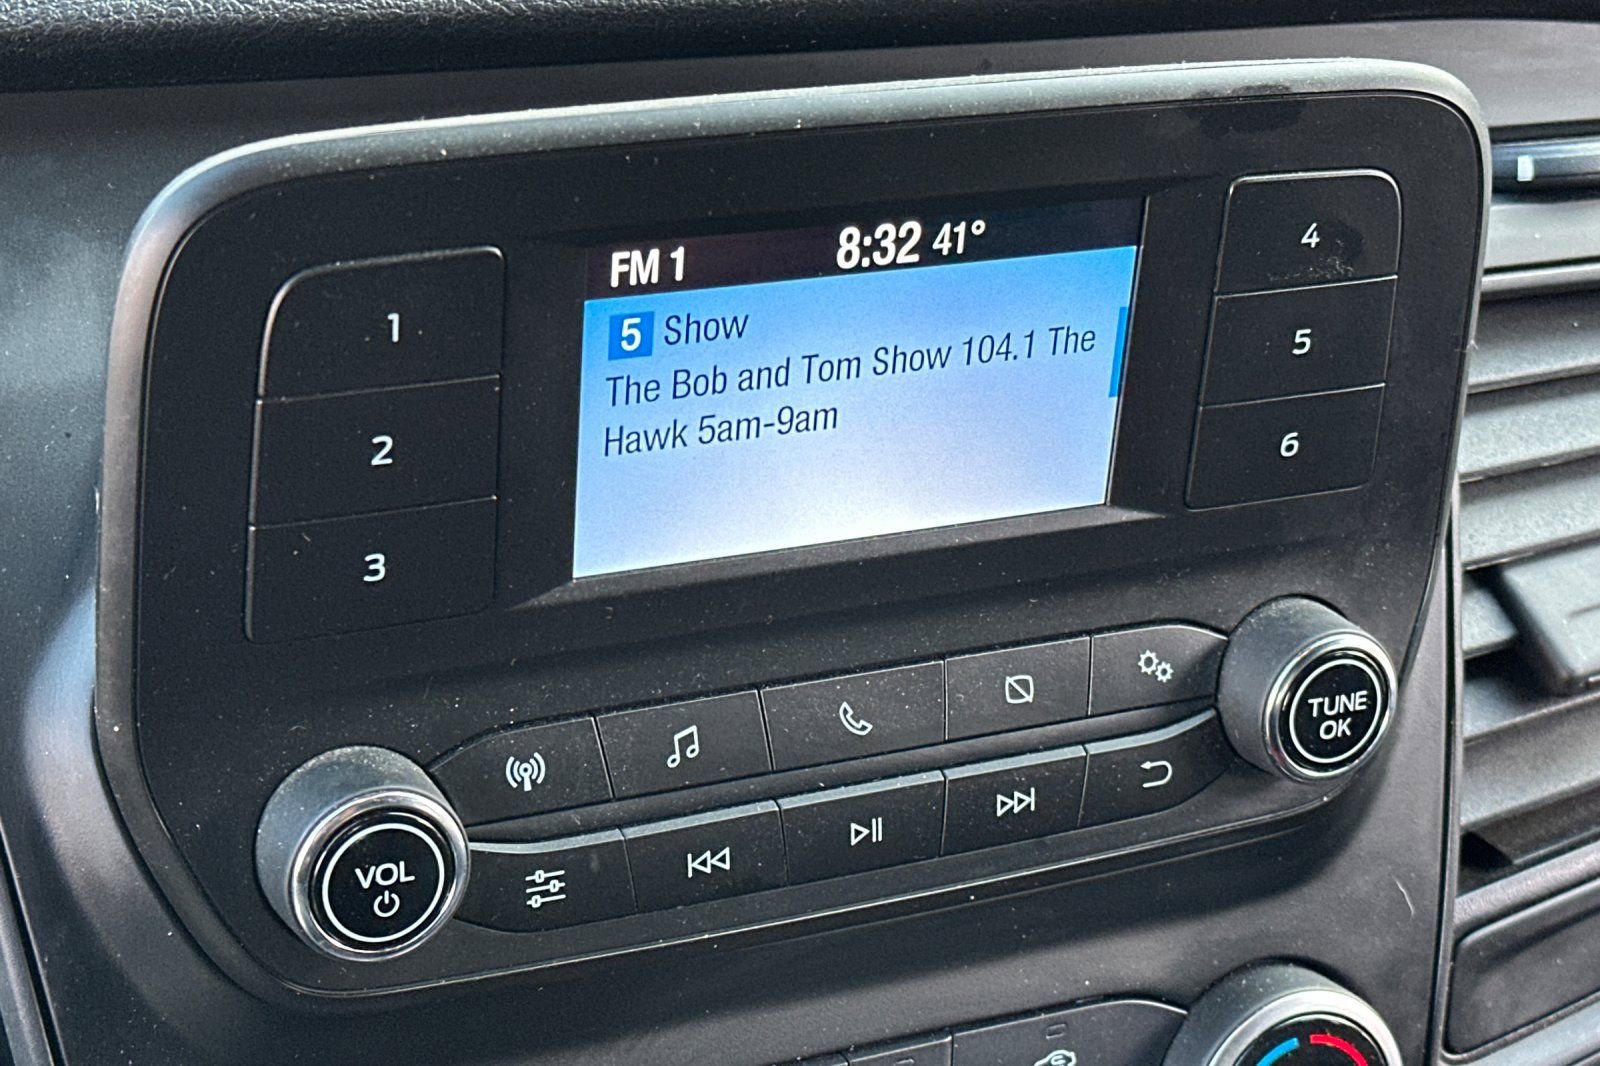 FM 1 8:32 41°
5 Show
The Bob and Tom Show 104.1 The
Hawk 5am-9am
1
2
3
4
5
6
VOL
TUNE
OK